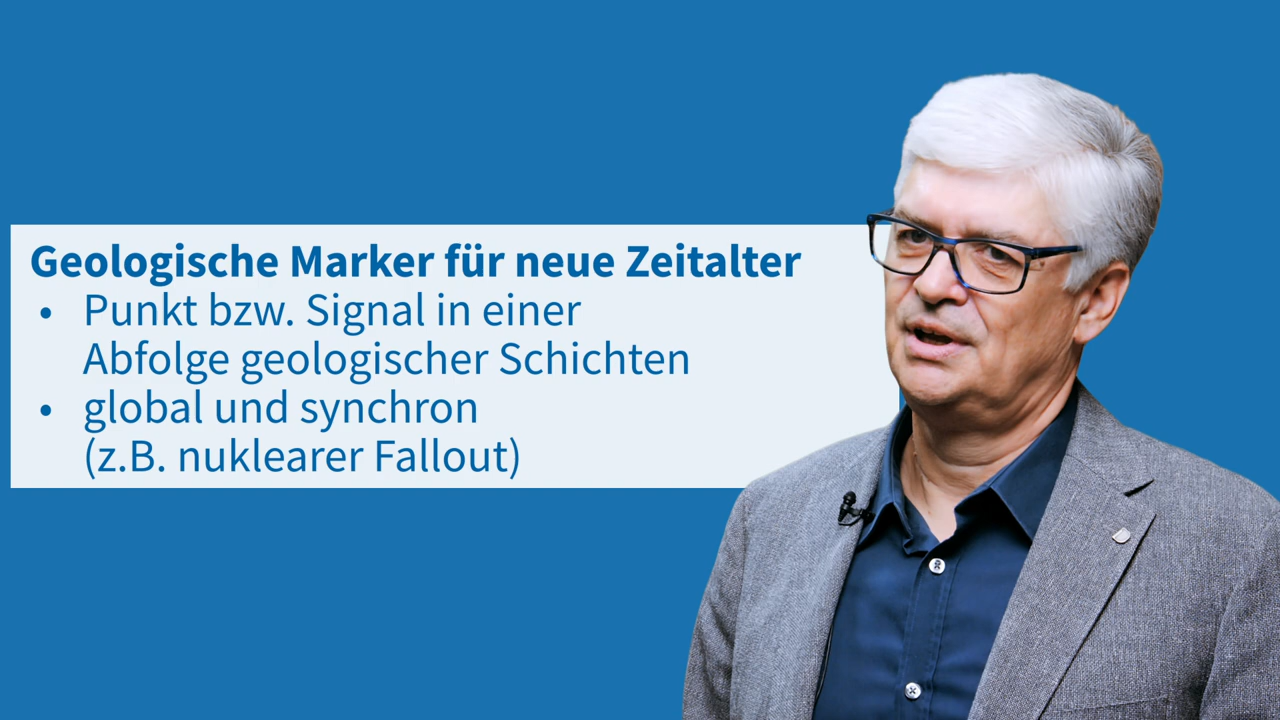 Geologische Marker für neue Zeitalter
• Punkt bzw. Signal in einer
Abfolge geologischer Schichten
• global und synchron
(z.B. nuklearer Fallout)